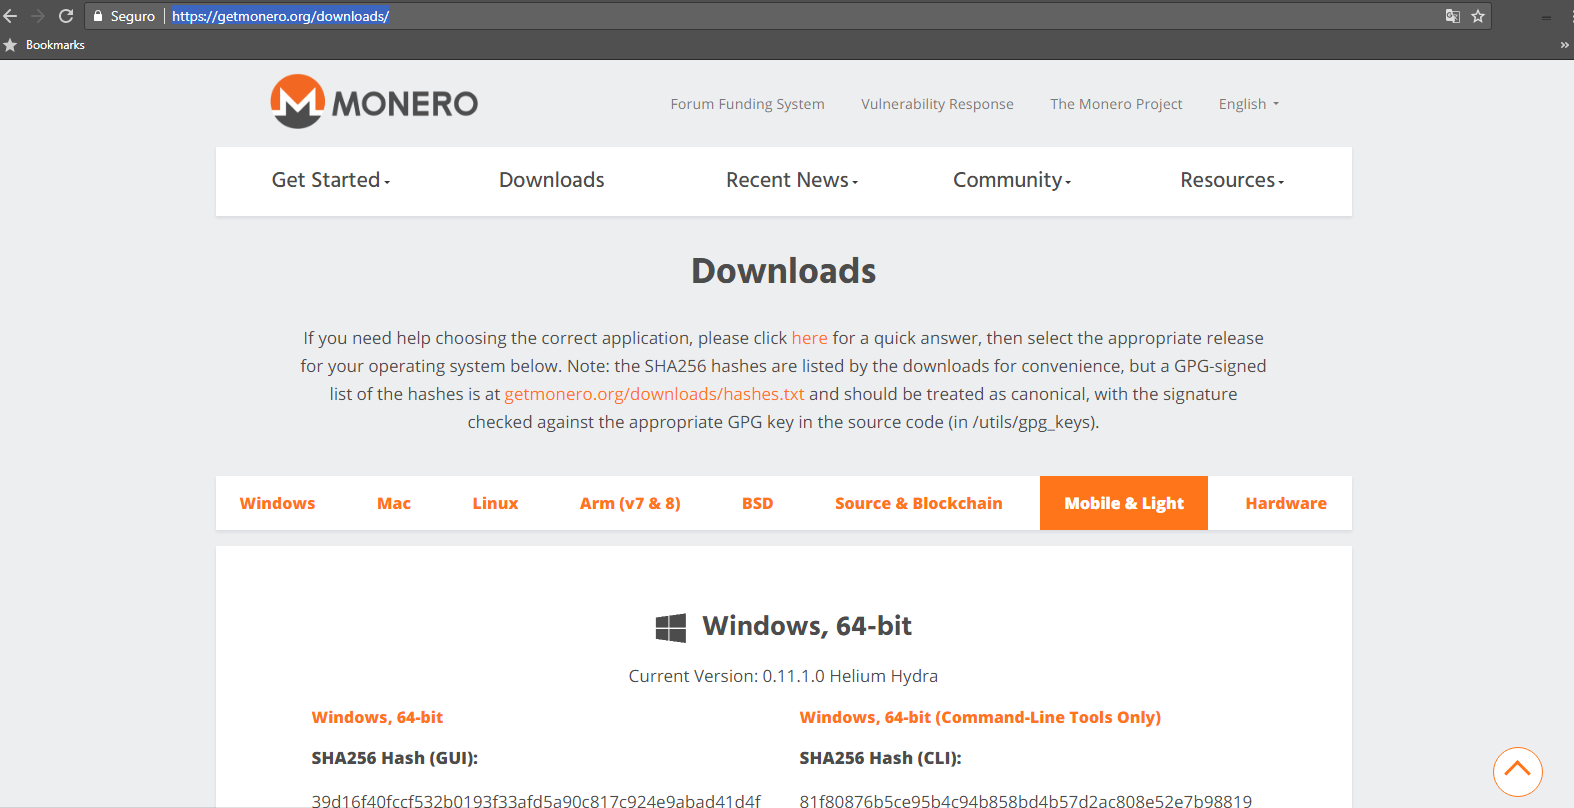 Seguro https://getmonero.org/downloads/
Bookmarks »
MONERO
Forum Funding System Vulnerability Response The Monero Project English
Get Started Downloads Recent News Community Resources
Downloads
If you need help choosing the correct application, please click here for a quick answer, then select the appropriate release
for your operating system below. Note: the SHA256 hashes are listed by the downloads for convenience, but a GPG-signed
list of the hashes is at getmonero.org/downloads/hashes.txt and should be treated as canonical, with the signature
checked against the appropriate GPG key in the source code (in /utils/gpg_keys).
Windows Mac Linux Arm (v7 & 8) BSD Source & Blockchain Mobile & Light Hardware
Windows, 64-bit
Current Version: 0.11.1.0 Helium Hydra
Windows, 64-bit Windows, 64-bit (Command-Line Tools Only)
SHA256 Hash (GUI): SHA256 Hash (CLI):
39d16f40fccf532b0193f33afd5a90c817c924e9abad41d4f 81f80876b5ce95b4c94b858bd4b57d2ac808e52e7b98819